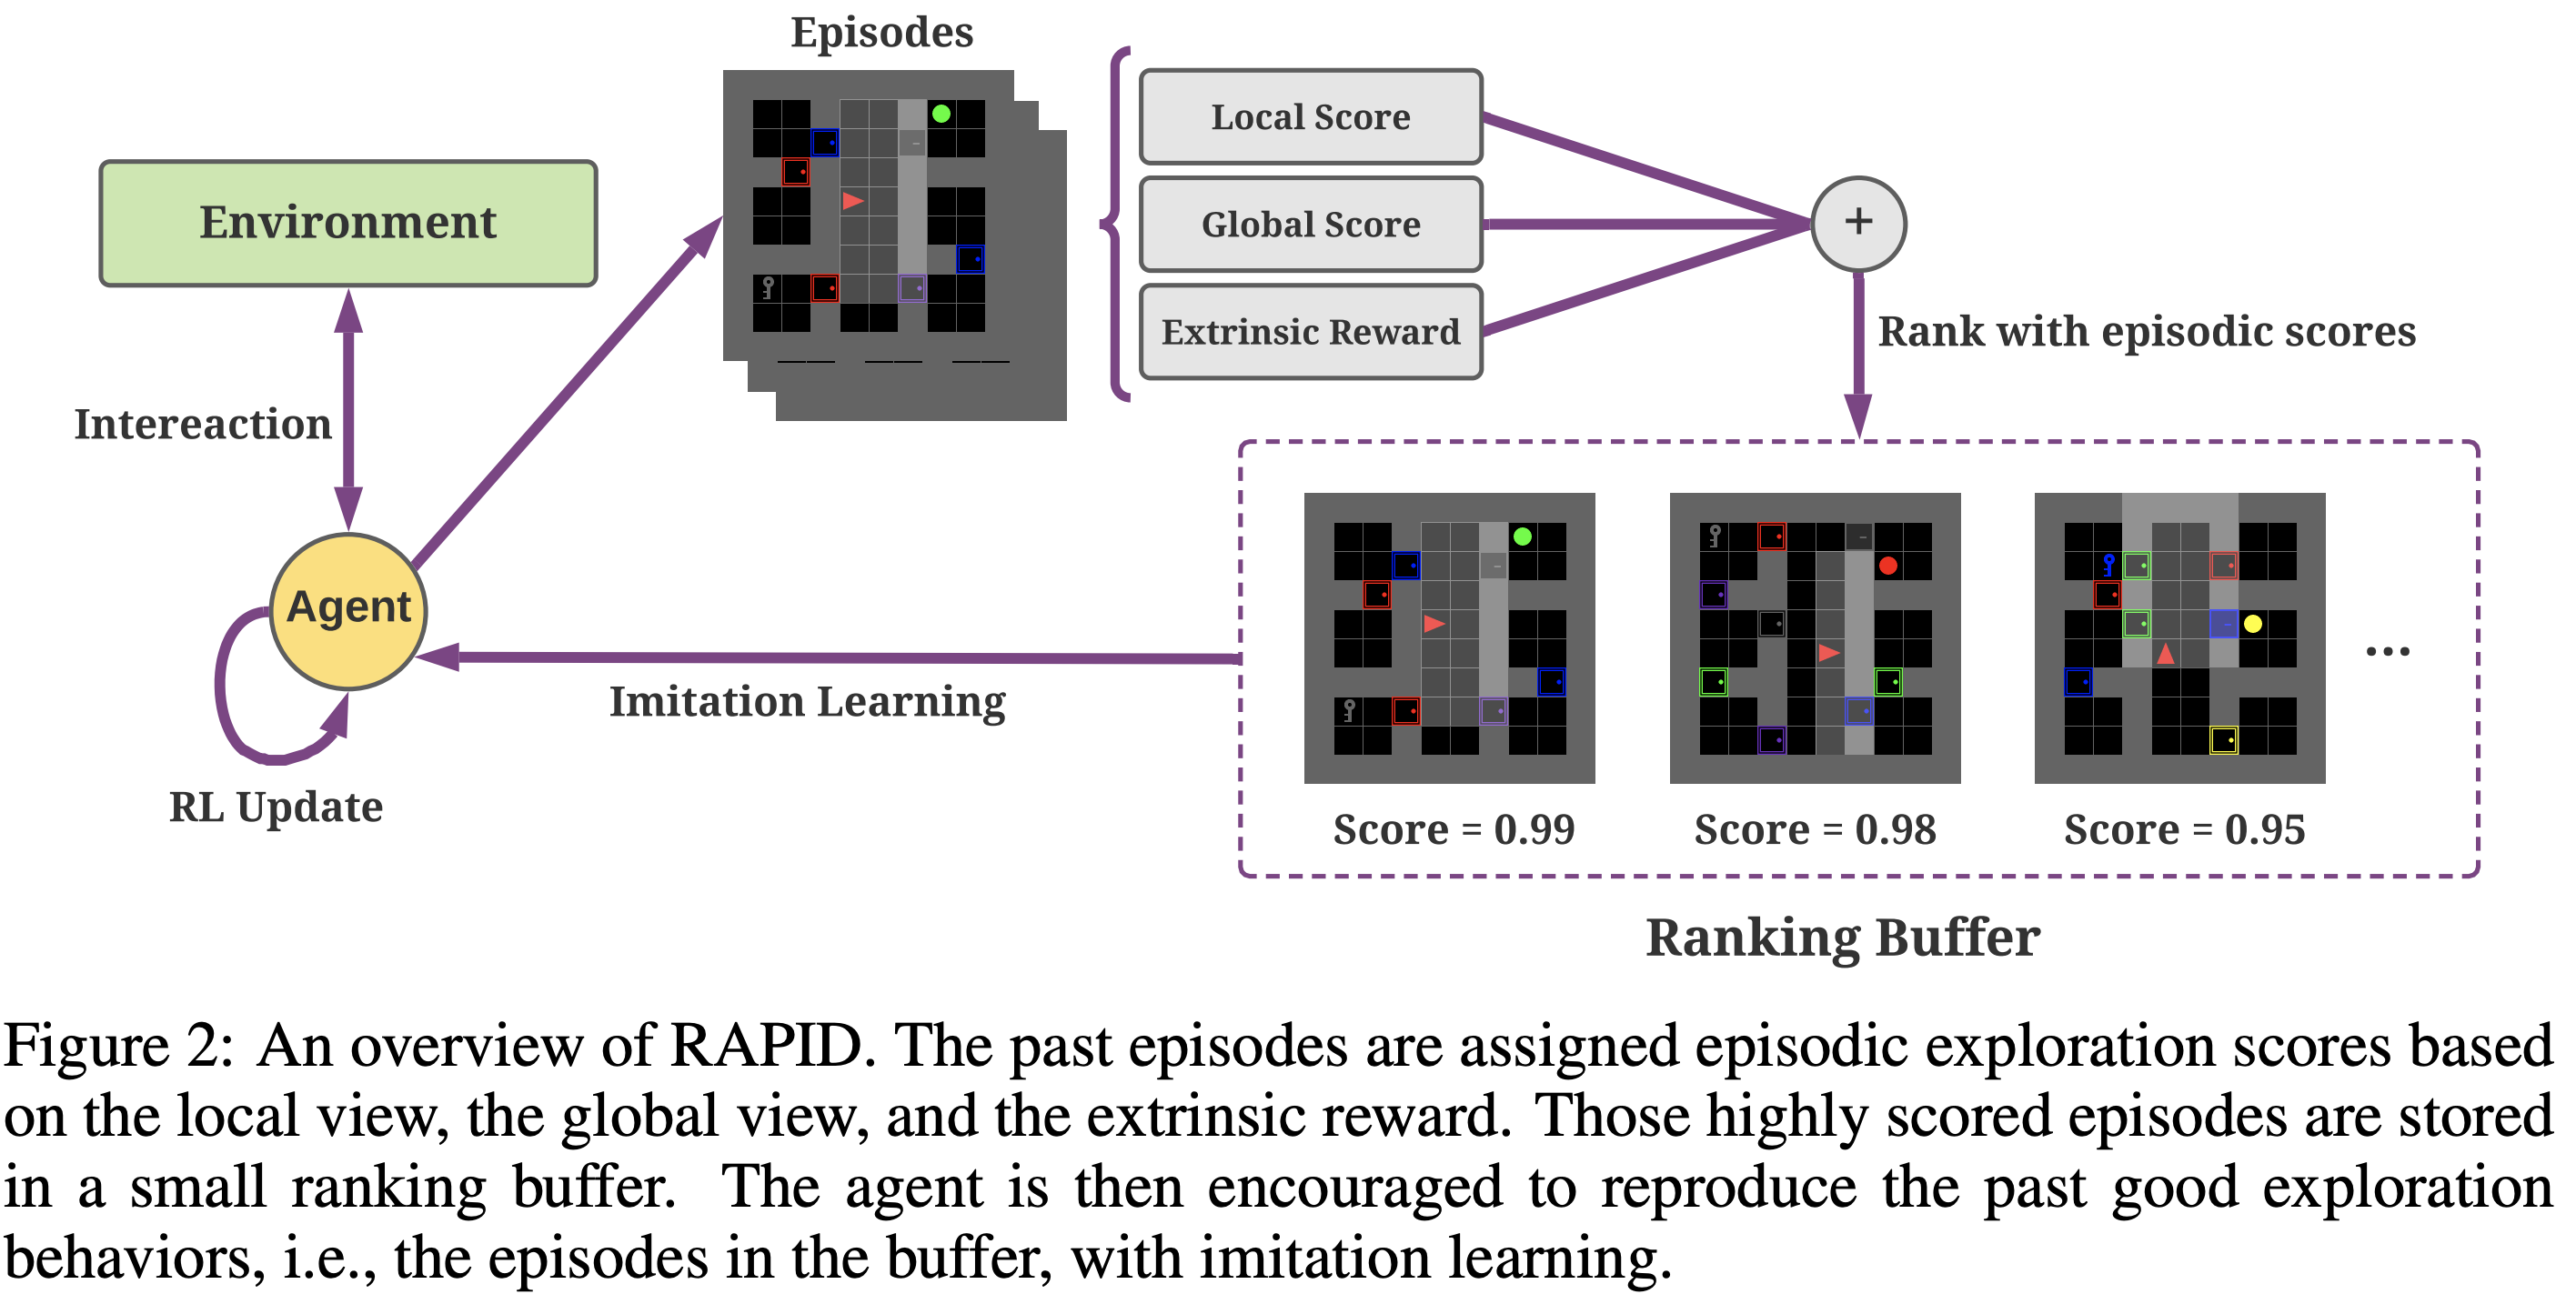 Episodes
Local Score
Global Score
Extrinsic Reward
+
Environment
Rank with episodic scores
Intereaction
Agent
Imitation Learning
RL Update
Score = 0.99
Score = 0.98
Score = 0.95
...
Ranking Buffer
Figure 2: An overview of RAPID. The past episodes are assigned episodic exploration scores based
on the local view, the global view, and the extrinsic reward. Those highly scored episodes are stored
in a small ranking buffer. The agent is then encouraged to reproduce the past good exploration
behaviors, i.e., the episodes in the buffer, with imitation learning.